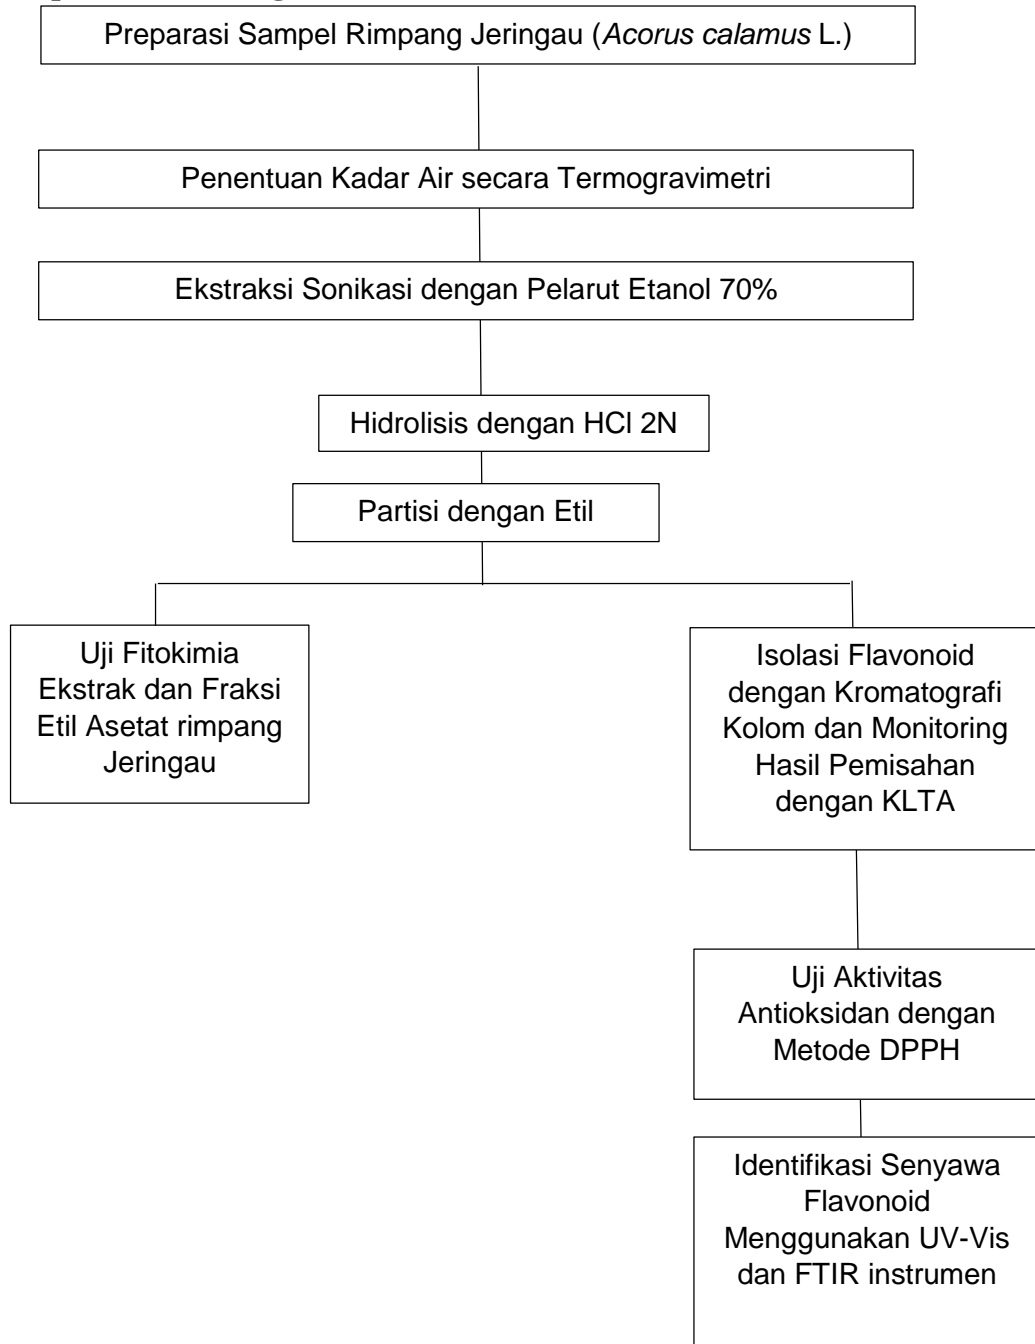 Preparasi Sampel Rimpang Jeringau (Acorus calamus L.)
Penentuan Kadar Air secara Termogravimetri
Ekstraksi Sonikasi dengan Pelarut Etanol 70%
Hidrolisis dengan HCl 2N
Partisi dengan Etil
Uji Fitokimia
Ekstrak dan Fraksi
Etil Asetat rimpang
Jeringau
Isolasi Flavonoid
dengan Kromatografi
Kolom dan Monitoring
Hasil Pemisahan
dengan KLTA
Uji Aktivitas
Antioksidan dengan
Metode DPPH
Identifikasi Senyawa
Flavonoid
Menggunakan UV-Vis
dan FTIR instrumen